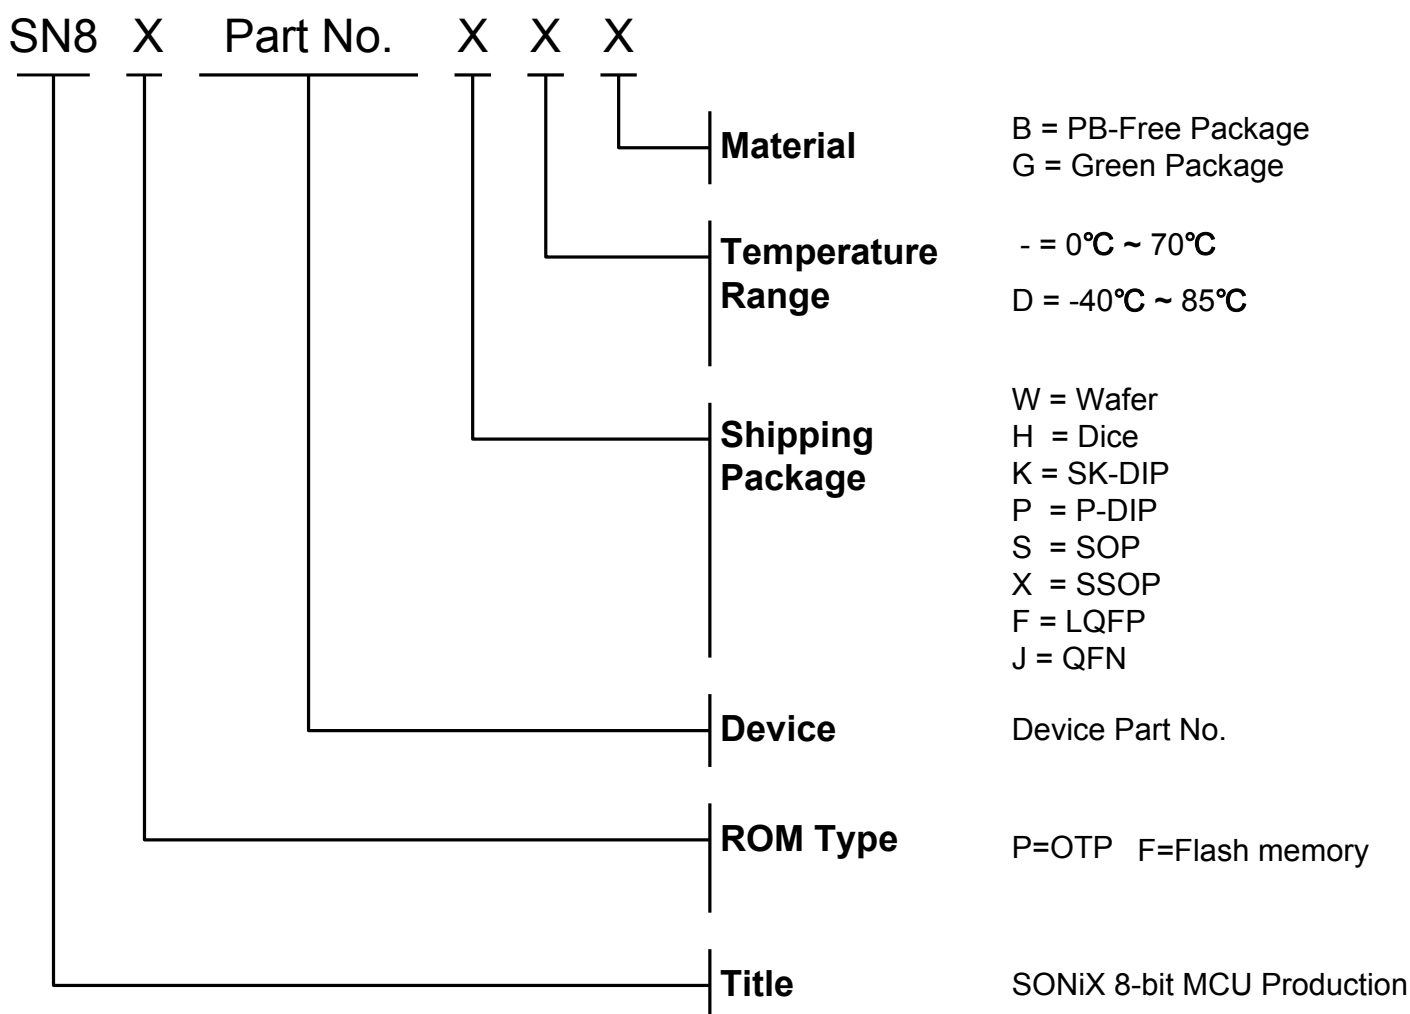 SN8 X Part No. X X X
Material
B = PB-Free Package
G = Green Package
Temperature
Range
- = 0℃ ~ 70℃
D = -40℃ ~ 85℃
Shipping
Package
W = Wafer
H = Dice
K = SK-DIP
P = P-DIP
S = SOP
X = SSOP
F = LQFP
J = QFN
Device
Device Part No.
ROM Type
P=OTP F=Flash memory
Title
SONiX 8-bit MCU Production